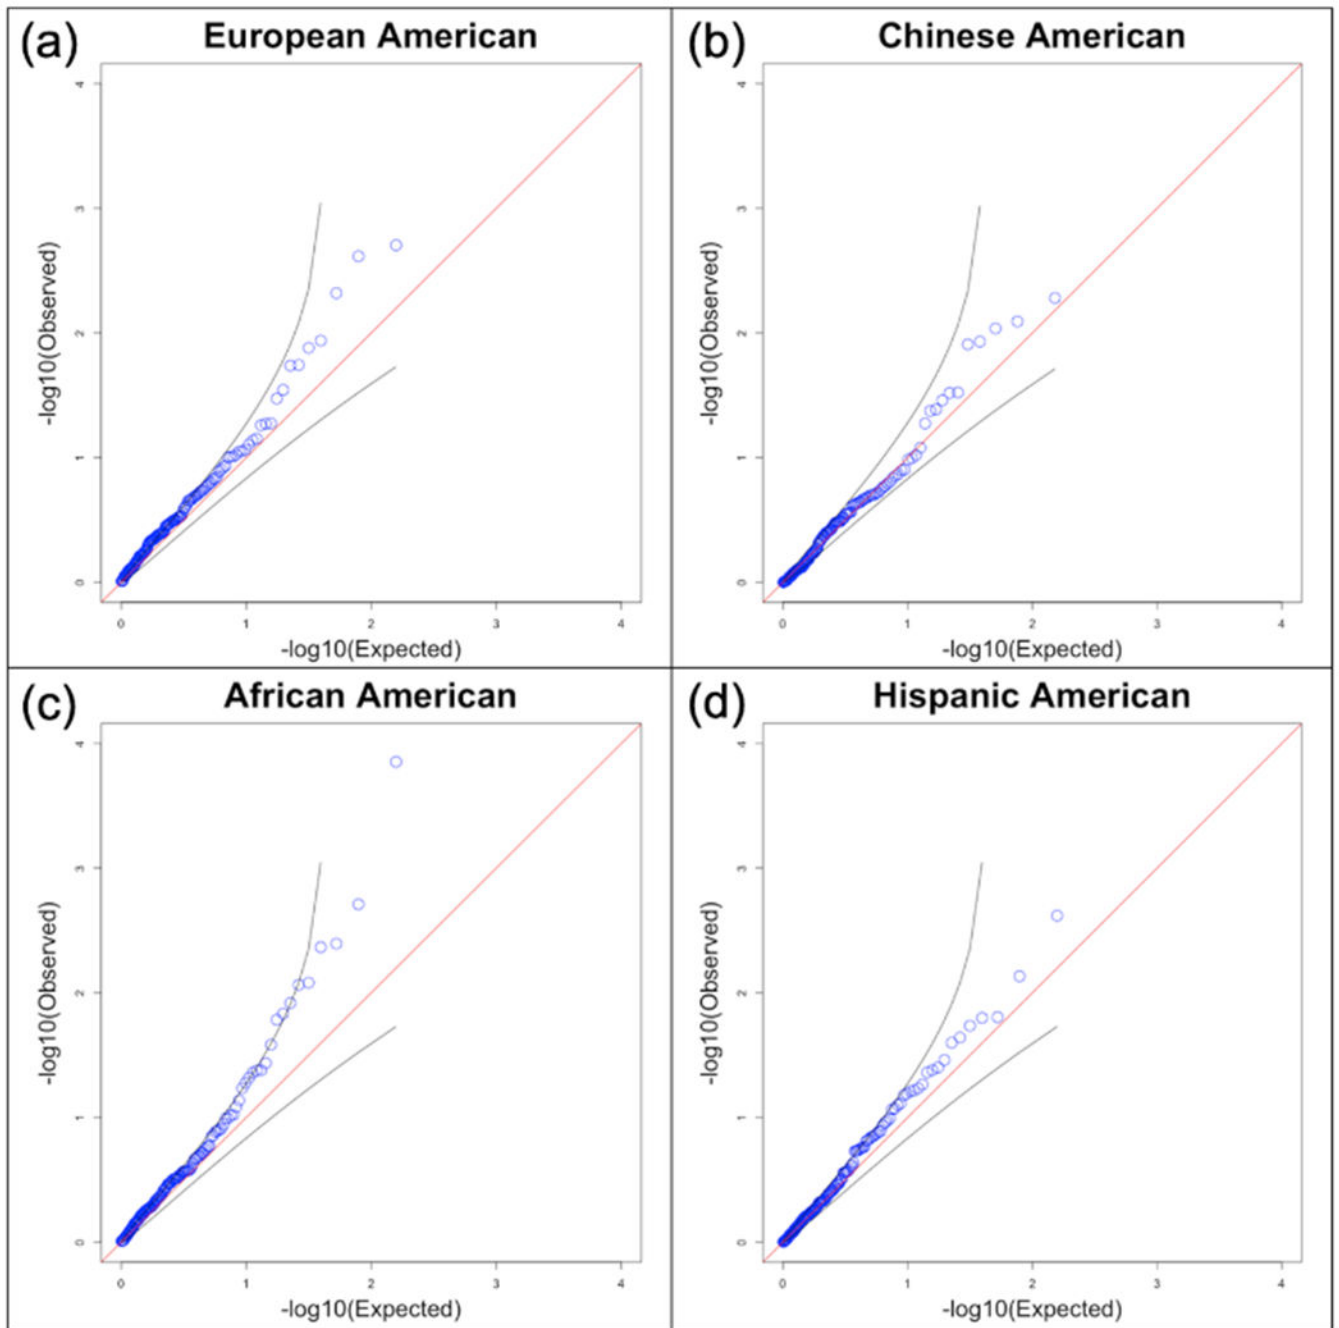 (a) European American
4
3
2
1
0
-log10(Observed)
0 1 2 3 4
-log10(Expected)
(b) Chinese American
4
3
2
1
0
-log10(Observed)
0 1 2 3 4
-log10(Expected)
(c) African American
4
3
2
1
0
-log10(Observed)
0 1 2 3 4
-log10(Expected)
(d) Hispanic American
4
3
2
1
0
-log10(Observed)
0 1 2 3 4
-log10(Expected)